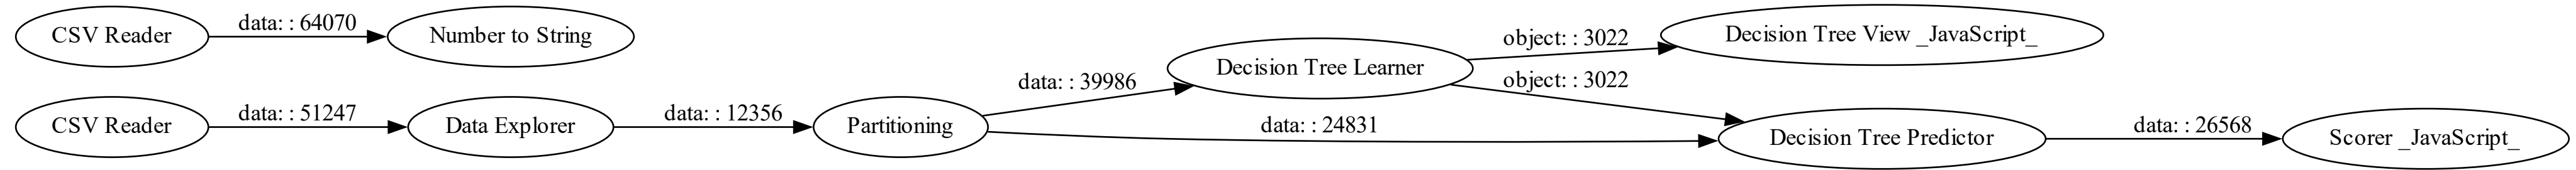 CSV Reader
data: : 64070
Number to String
CSV Reader
data: : 51247
Data Explorer
data: : 12356
Partitioning
data: : 39986
Decision Tree Learner
object: : 3022
Decision Tree View _JavaScript_
object: : 3022
data: : 24831
Decision Tree Predictor
data: : 26568
Scorer _JavaScript_